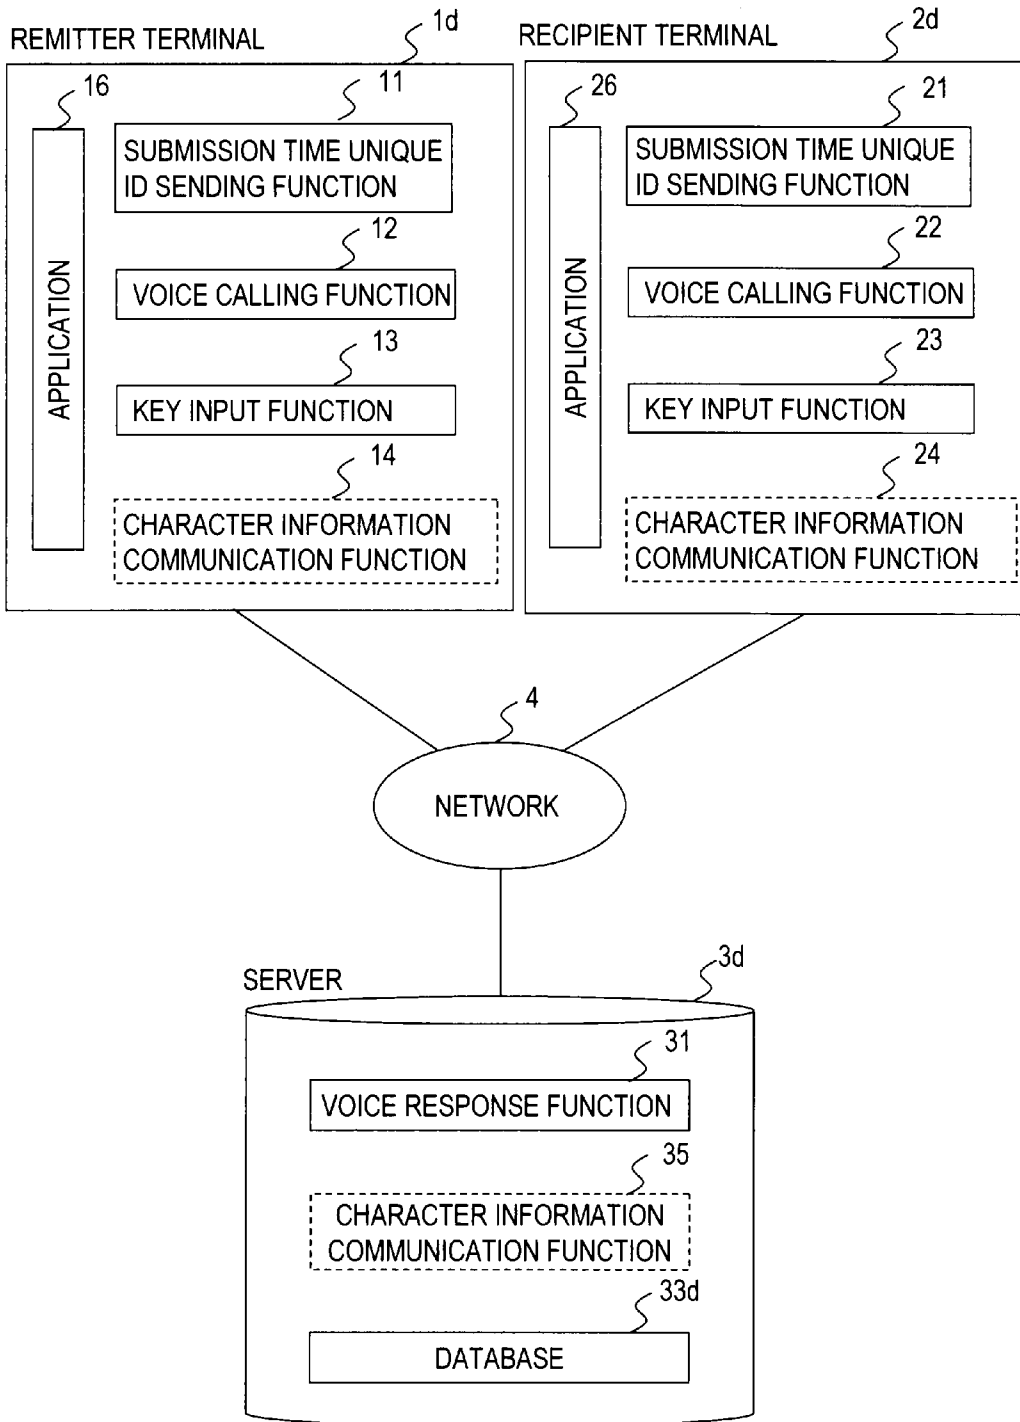 REMITTER TERMINAL
1d
16
11
APPLICATION
SUBMISSION TIME UNIQUE
ID SENDING FUNCTION
12
VOICE CALLING FUNCTION
13
KEY INPUT FUNCTION
14
CHARACTER INFORMATION
COMMUNICATION FUNCTION
RECIPIENT TERMINAL
2d
26
21
APPLICATION
SUBMISSION TIME UNIQUE
ID SENDING FUNCTION
22
VOICE CALLING FUNCTION
23
KEY INPUT FUNCTION
24
CHARACTER INFORMATION
COMMUNICATION FUNCTION
4
NETWORK
SERVER
3d
31
VOICE RESPONSE FUNCTION
35
CHARACTER INFORMATION
COMMUNICATION FUNCTION
33d
DATABASE